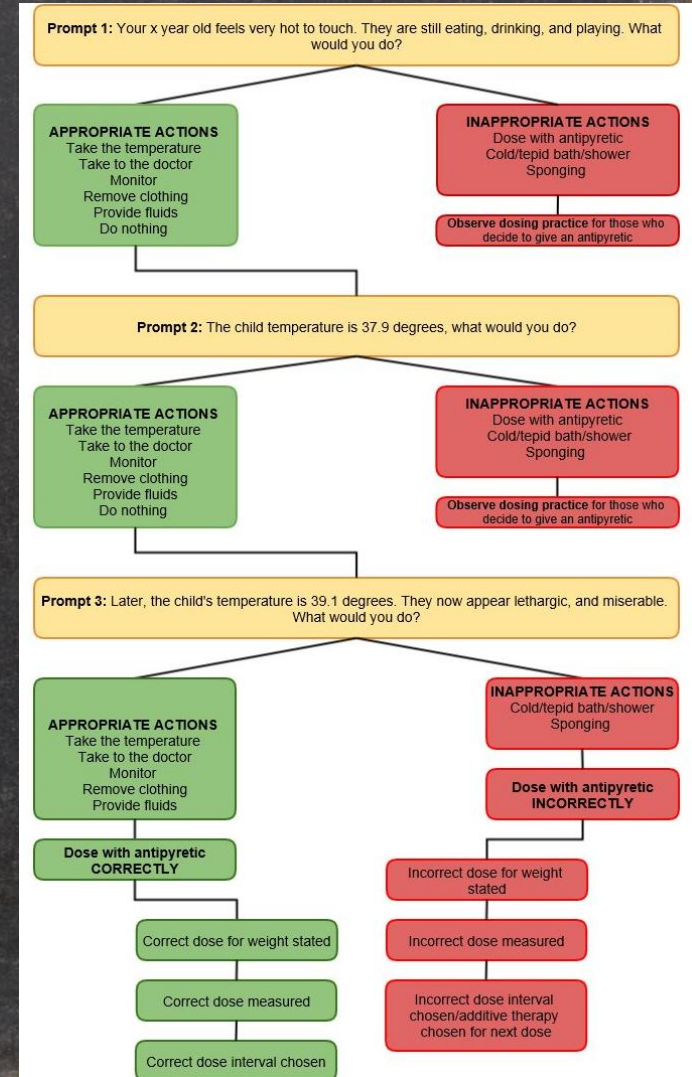 Prompt 1: Your x year old feels very hot to touch. They are still eating, drinking, and playing. What
would you do?
APPROPRIATE ACTIONS
Take the temperature
Take to the doctor
Monitor
Remove clothing
Provide fluids
Do nothing
INAPPROPRIATE ACTIONS
Dose with antipyretic
Cold/tepid bath/shower
Sponging
Observe dosing practice for those who
decide to give an antipyretic
Prompt 2: The child temperature is 37.9 degrees, what would you do?
APPROPRIATE ACTIONS
Take the temperature
Take to the doctor
Monitor
Remove clothing
Provide fluids
Do nothing
INAPPROPRIATE ACTIONS
Dose with antipyretic
Cold/tepid bath/shower
Sponging
Observe dosing practice for those who
decide to give an antipyretic
Prompt 3: Later, the child's temperature is 39.1 degrees. They now appear lethargic, and miserable.
What would you do?
APPROPRIATE ACTIONS
Take the temperature
Take to the doctor
Monitor
Remove clothing
Provide fluids
Dose with antipyretic
CORRECTLY
Correct dose for weight stated
Correct dose measured
Correct dose interval chosen
INAPPROPRIATE ACTIONS
Cold/tepid bath/shower
Sponging
Dose with antipyretic
INCORRECTLY
Incorrect dose for weight
stated
Incorrect dose measured
Incorrect dose interval
chosen/additive therapy
chosen for next dose